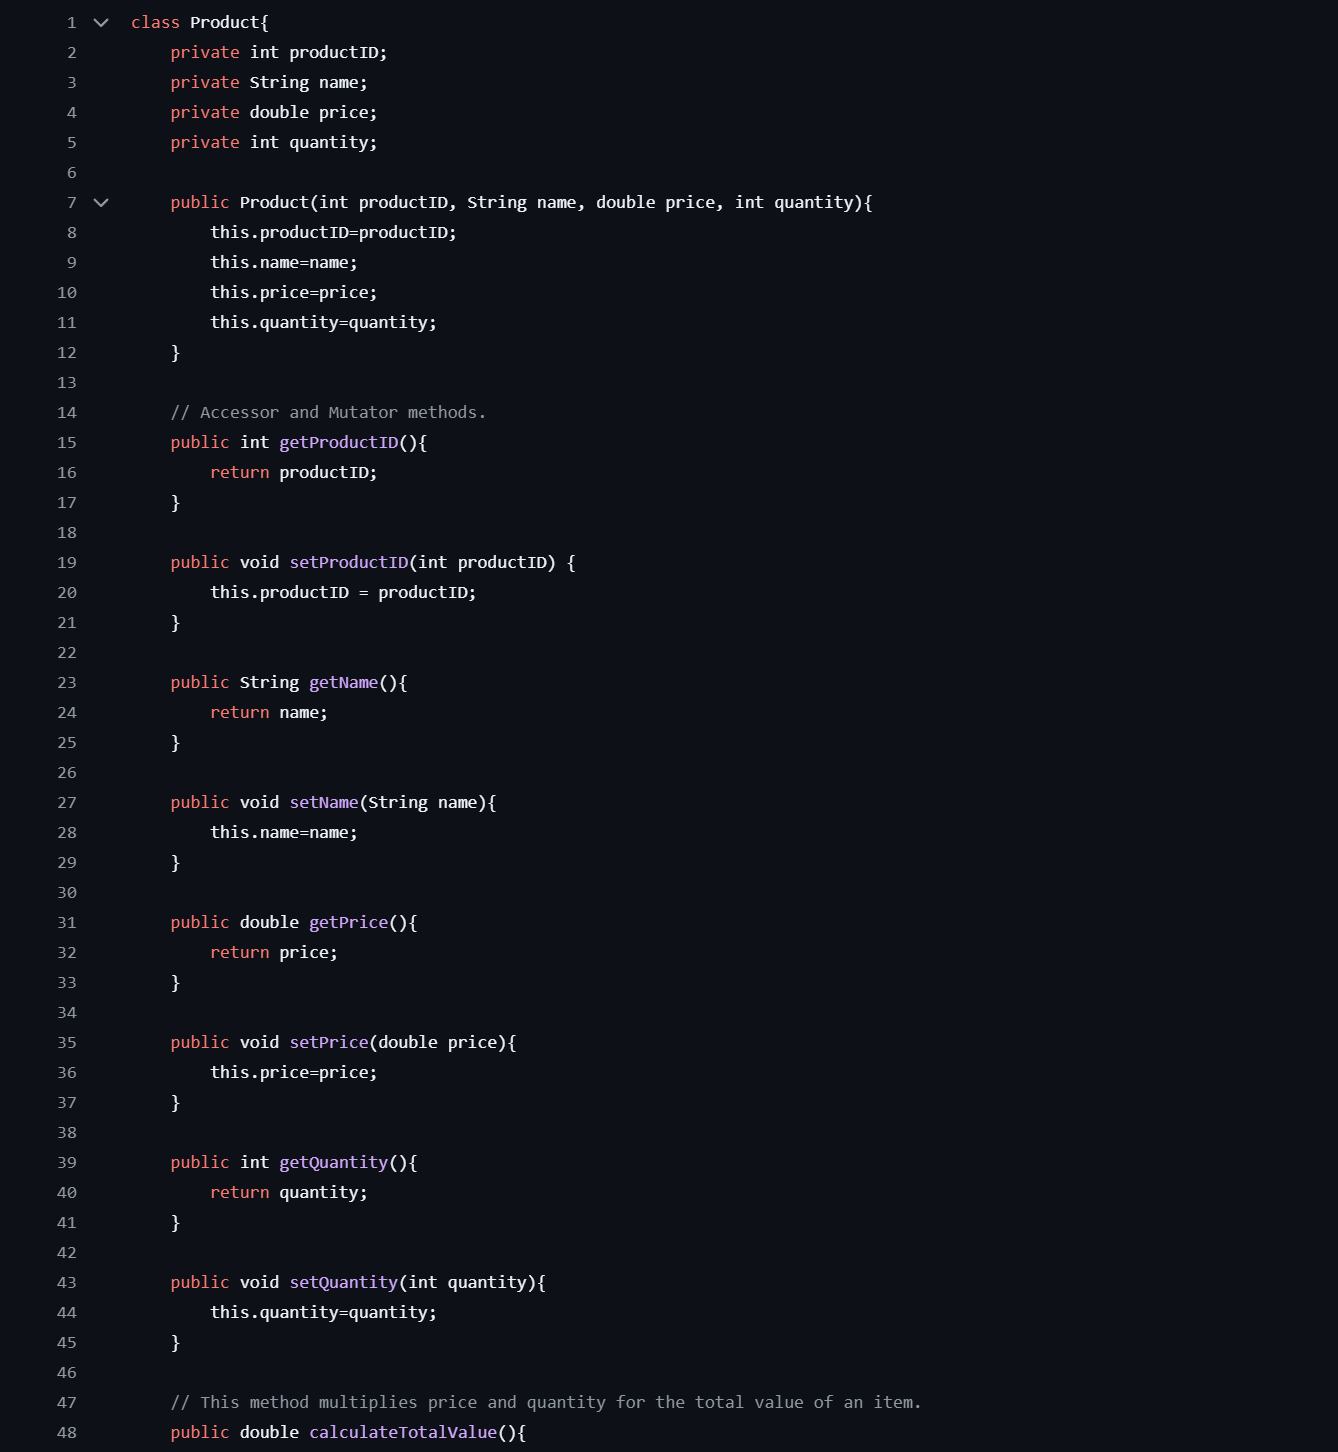 1 class Product{
2     private int productID;
3     private String name;
4     private double price;
5     private int quantity;
6
7     public Product(int productID, String name, double price, int quantity){
8         this.productID=productID;
9         this.name=name;
10         this.price=price;
11         this.quantity=quantity;
12     }
13
14     // Accessor and Mutator methods.
15     public int getProductID(){
16         return productID;
17     }
18
19     public void setProductID(int productID) {
20         this.productID = productID;
21     }
22
23     public String getName(){
24         return name;
25     }
26
27     public void setName(String name){
28         this.name=name;
29     }
30
31     public double getPrice(){
32         return price;
33     }
34
35     public void setPrice(double price){
36         this.price=price;
37     }
38
39     public int getQuantity(){
40         return quantity;
41     }
42
43     public void setQuantity(int quantity){
44         this.quantity=quantity;
45     }
46
47     // This method multiplies price and quantity for the total value of an item.
48     public double calculateTotalValue(){